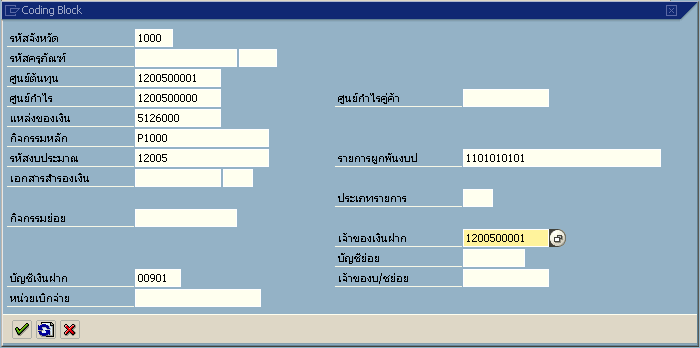 Coding Block
รหัสจังหวัด 1000
รหัสครุภัณฑ์
ศูนย์ต้นทุน 1200500001
ศูนย์กำไร 1200500000 ศูนย์กำไรคู่ค้า
แหล่งของเงิน 5126000
กิจกรรมหลัก P1000
รหัสงบประมาณ 12005 รายการผูกพันงบป 1101010101
เอกสารสำรองเงิน
ประเภทรายการ
กิจกรรมย่อย
เจ้าของเงินฝาก 1200500001
บัญชีย่อย
บัญชีเงินฝาก 00901 เจ้าของบ/ชย่อย
หน่วยเบิกจ่าย